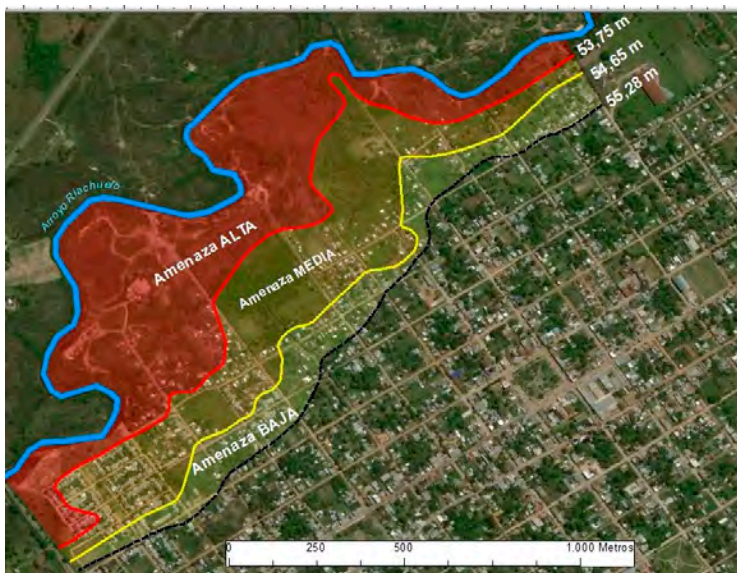 53,75 m
54,65 m
55,28 m
Arroyo Riachuelo
Amenaza ALTA
Amenaza MEDIA
Amenaza BAJA
0 250 500 1.000 Metros